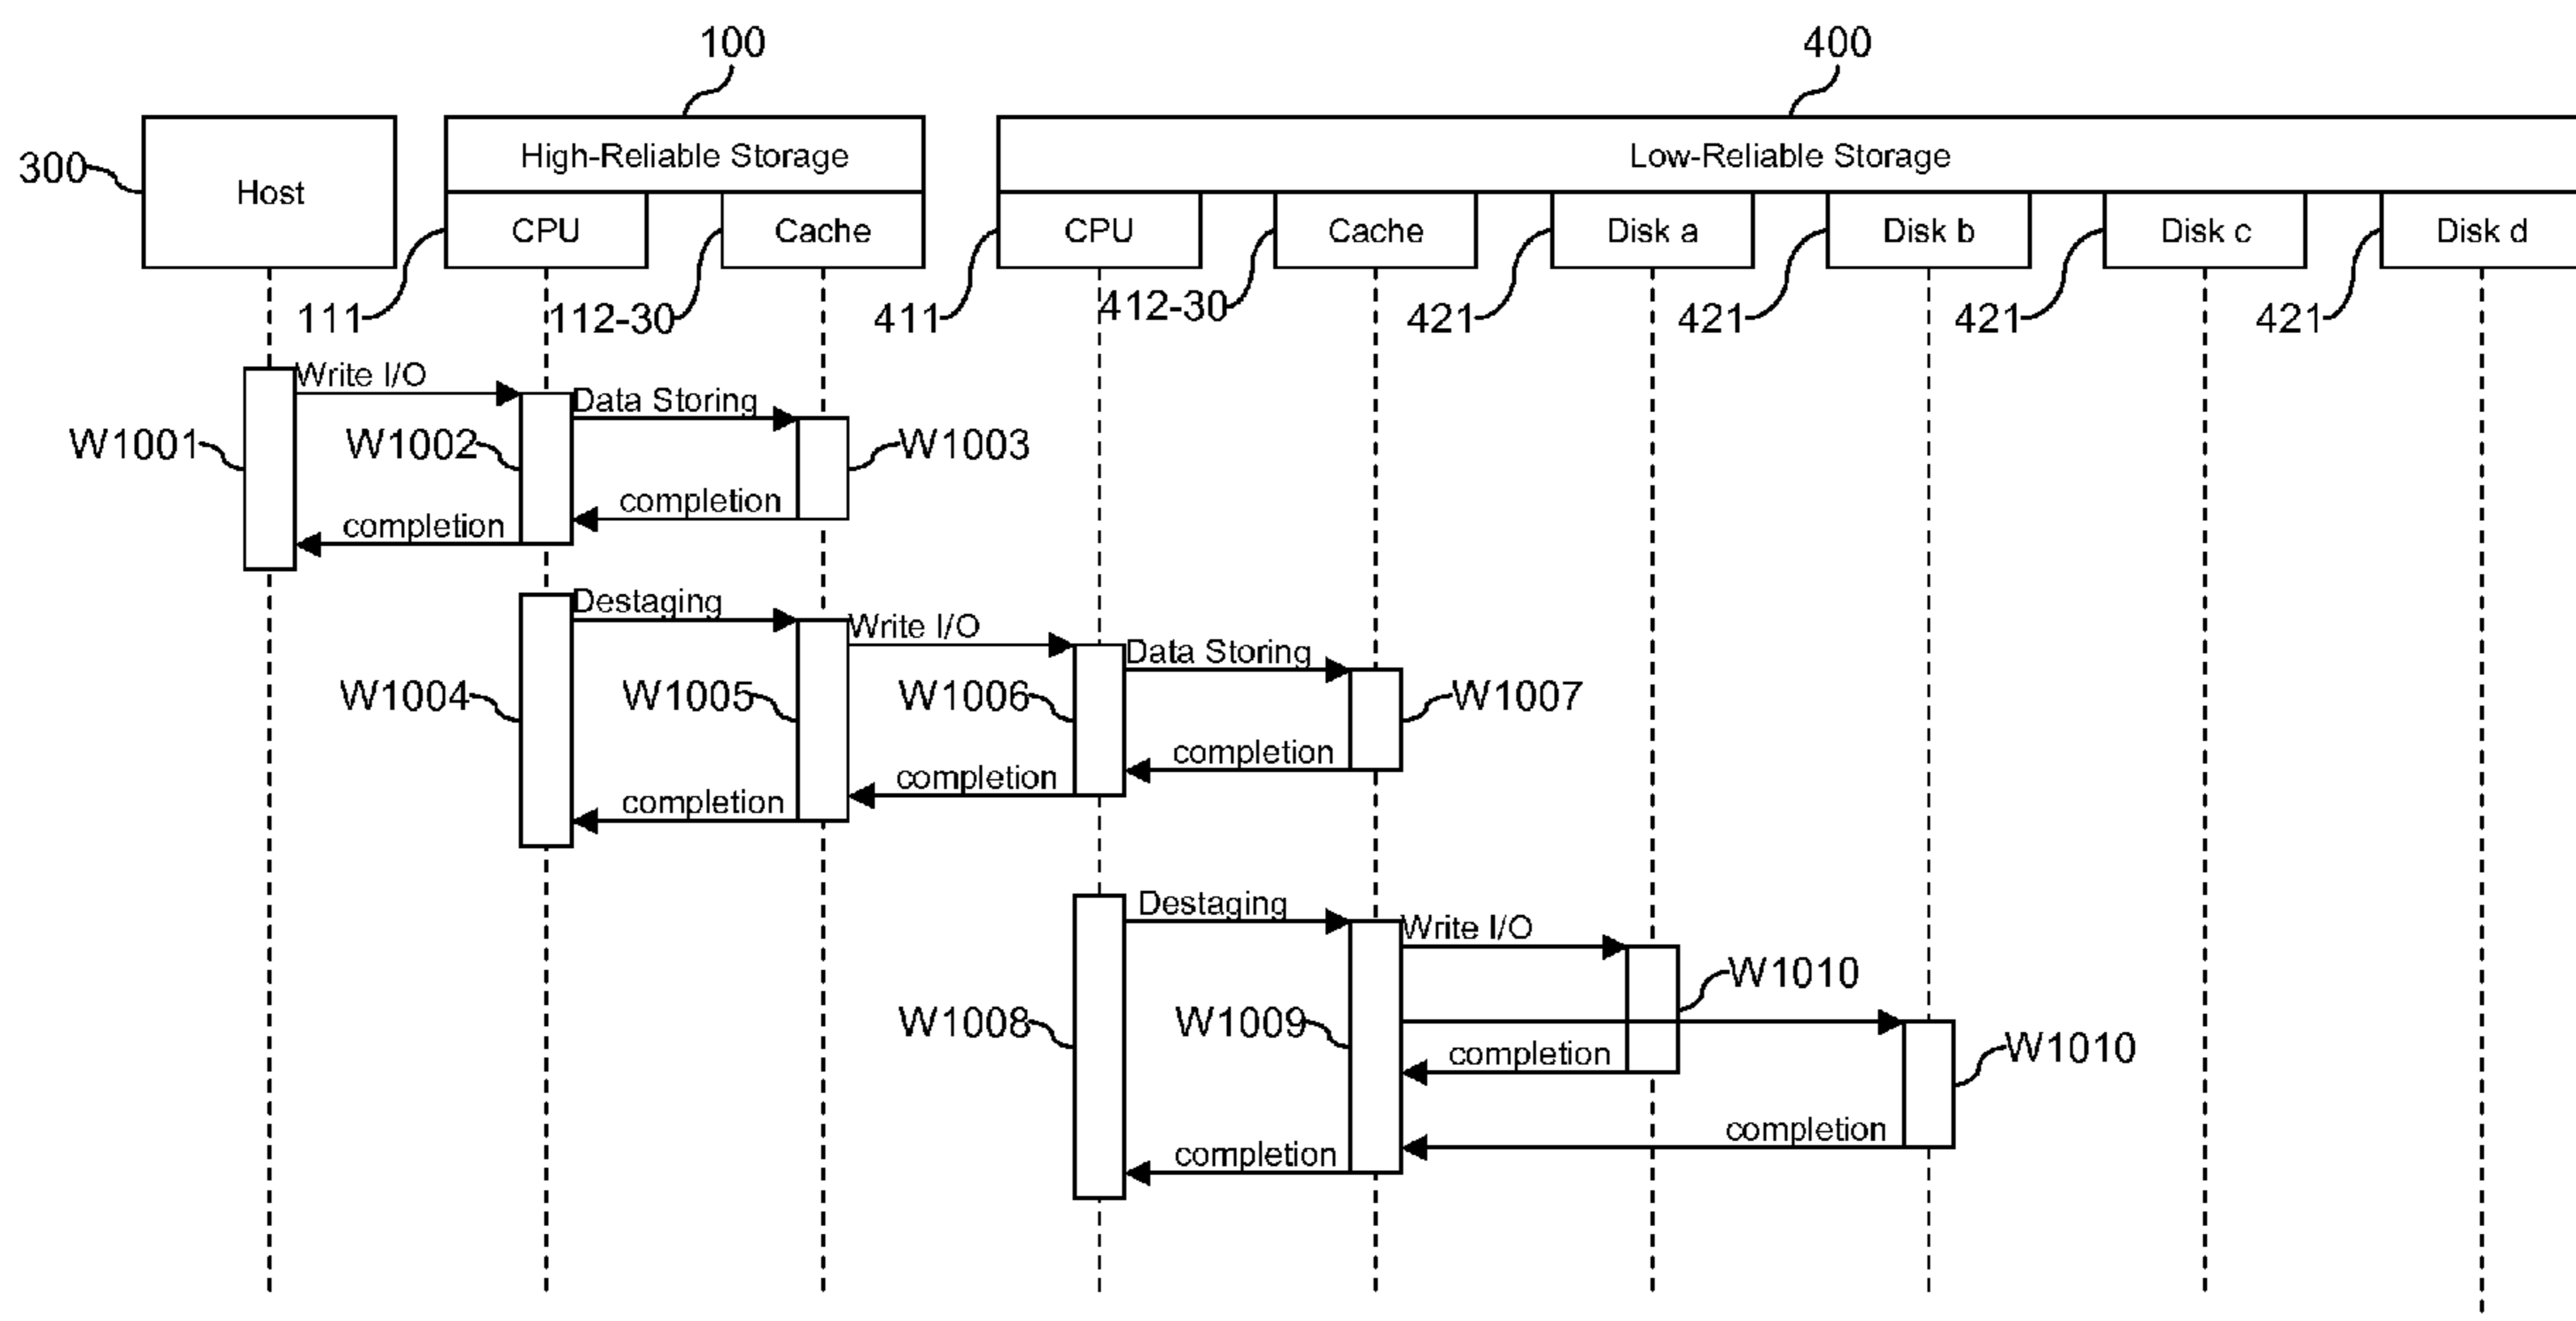 100
400
300
Host
High-Reliable Storage
Low-Reliable Storage
CPU
Cache
CPU
Cache
Disk a
Disk b
Disk c
Disk d
111
112-30
411
412-30
421
421
421
421
Write I/O
Data Storing
W1001
W1002
W1003
completion
completion
Destaging
Write I/O
Data Storing
W1004
W1005
W1006
W1007
completion
completion
completion
Destaging
Write I/O
W1010
W1008
W1009
W1010
completion
completion
completion